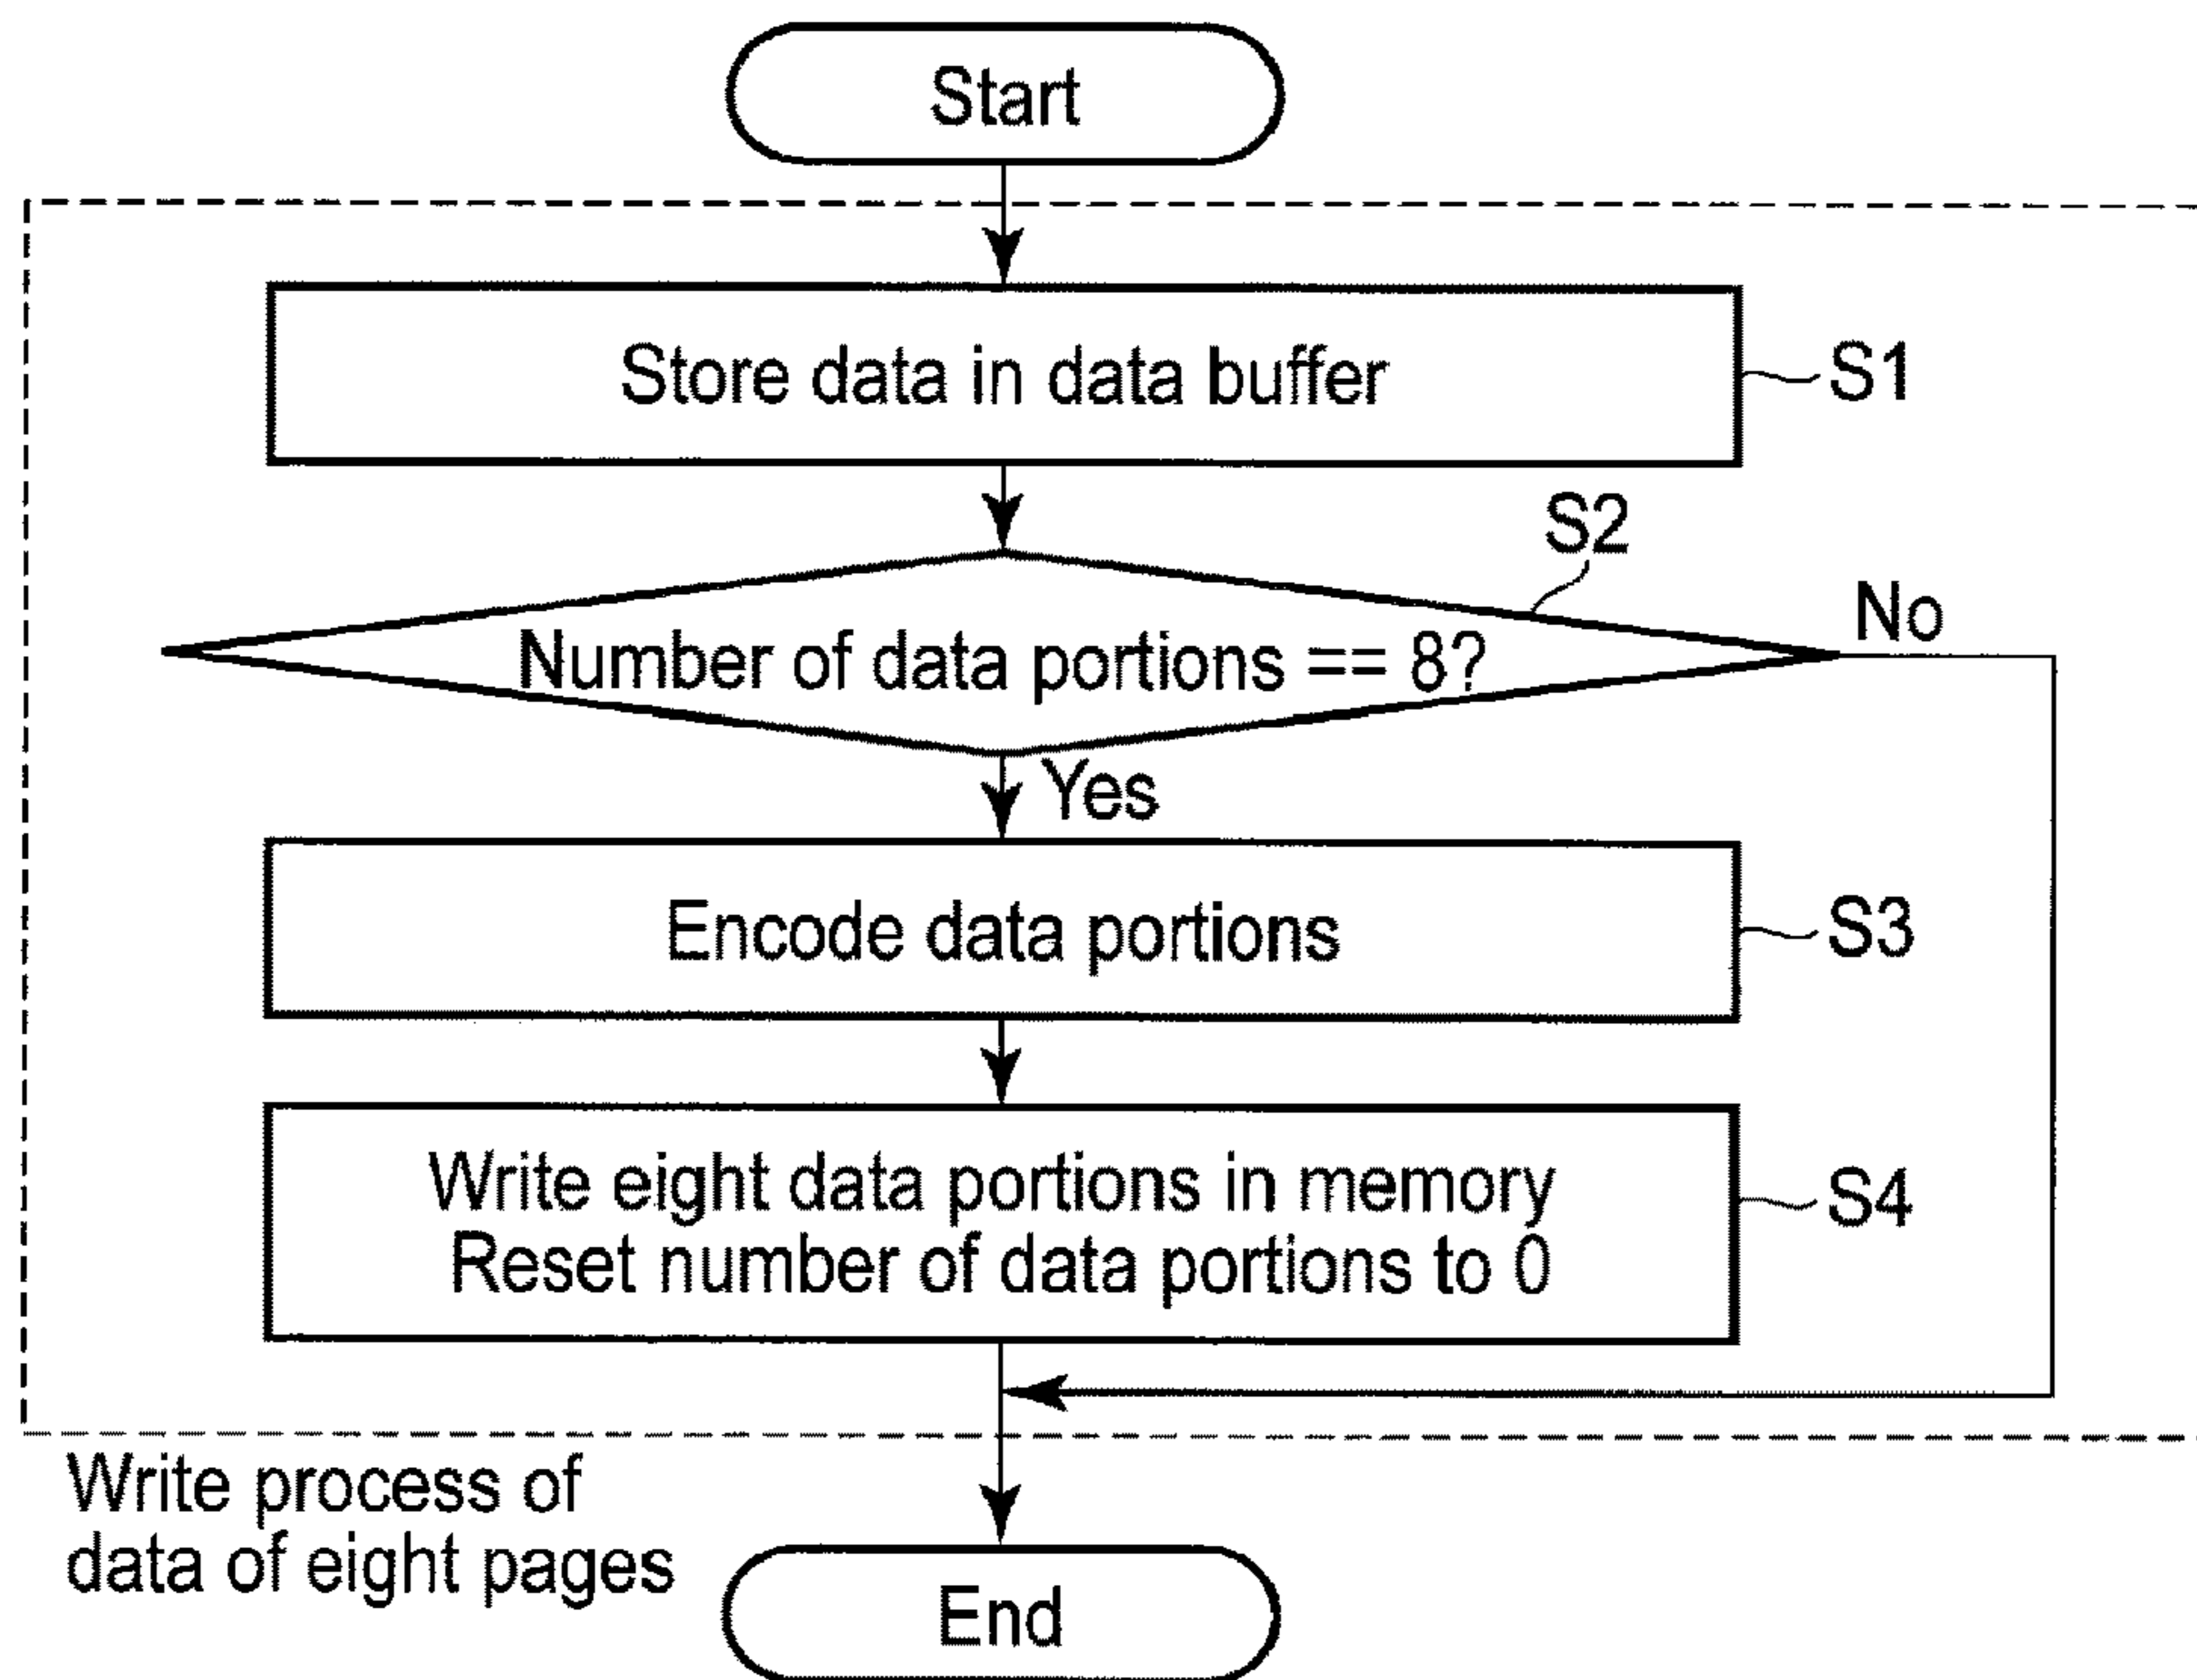 Start
Store data in data buffer
S1
S2
Number of data portions == 8?
No
Yes
Encode data portions
S3
Write eight data portions in memory
Reset number of data portions to 0
S4
Write process of
data of eight pages
End